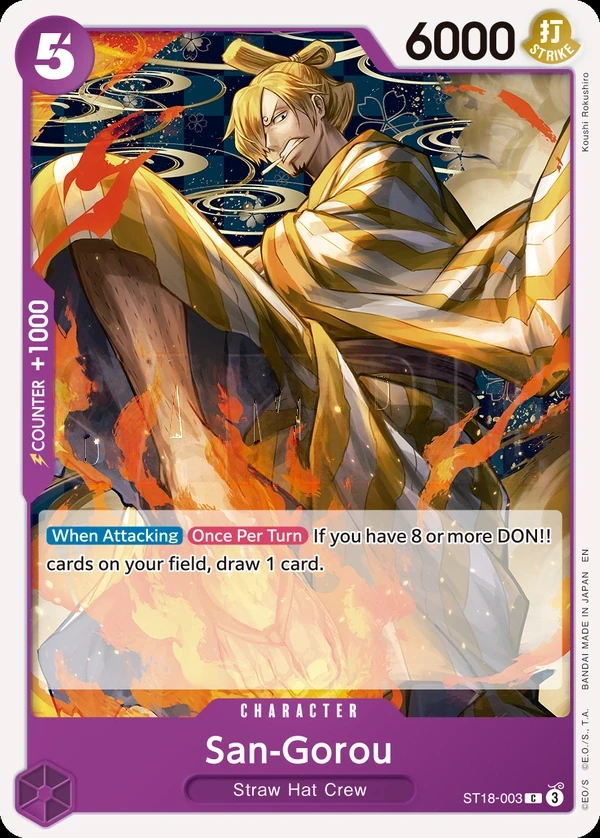 5
6000
打
STRIKE
Koushi Rokushiro
COUNTER +1000
When Attacking Once Per Turn If you have 8 or more DON!!
cards on your field, draw 1 card.
CHARACTER
San-Gorou
Straw Hat Crew
ST18-003 C 3
©E.O/S ©E.O./S., T.A. BANDAI MADE IN JAPAN EN